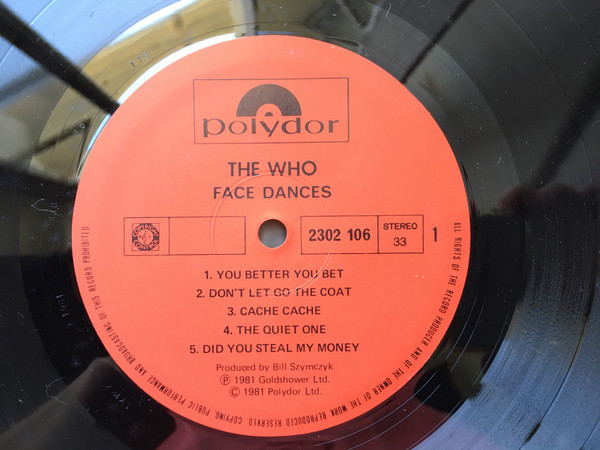 polydor
THE WHO
FACE DANCES
2302 106
STEREO
33
1
1. YOU BETTER YOU BET
2. DON'T LET GO THE COAT
3. CACHE CACHE
4. THE QUIET ONE
5. DID YOU STEAL MY MONEY
Produced by Bill Szymczyk
Ⓟ 1981 Goldshower Ltd.
© 1981 Polydor Ltd.
ALL RIGHTS OF THE RECORD PRODUCER AND OF THE OWNER OF THE WORK REPRODUCED RESERVED COPYING, PUBLIC PERFORMANCE AND BROADCASTING OF THIS RECORD PROHIBITED